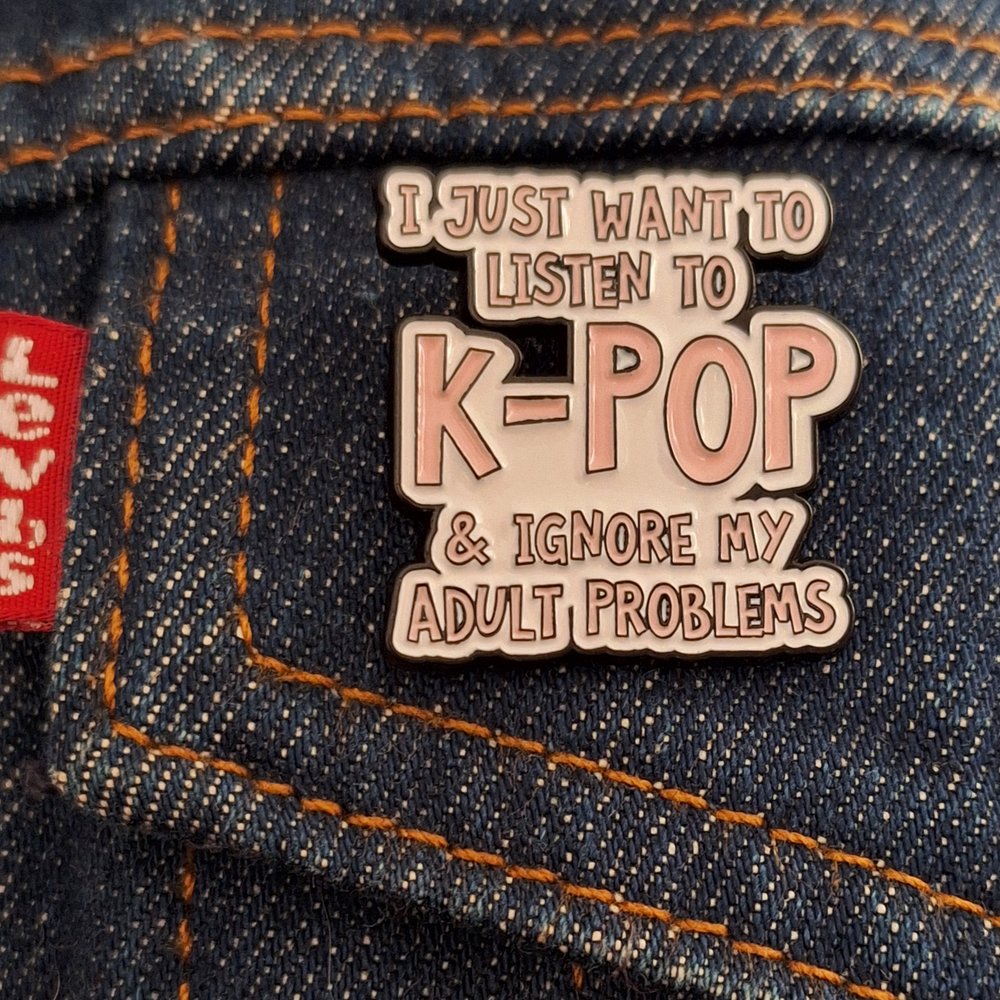 I JUST WANT TO
LISTEN TO
K-POP
& IGNORE MY
ADULT PROBLEMS
Levi's